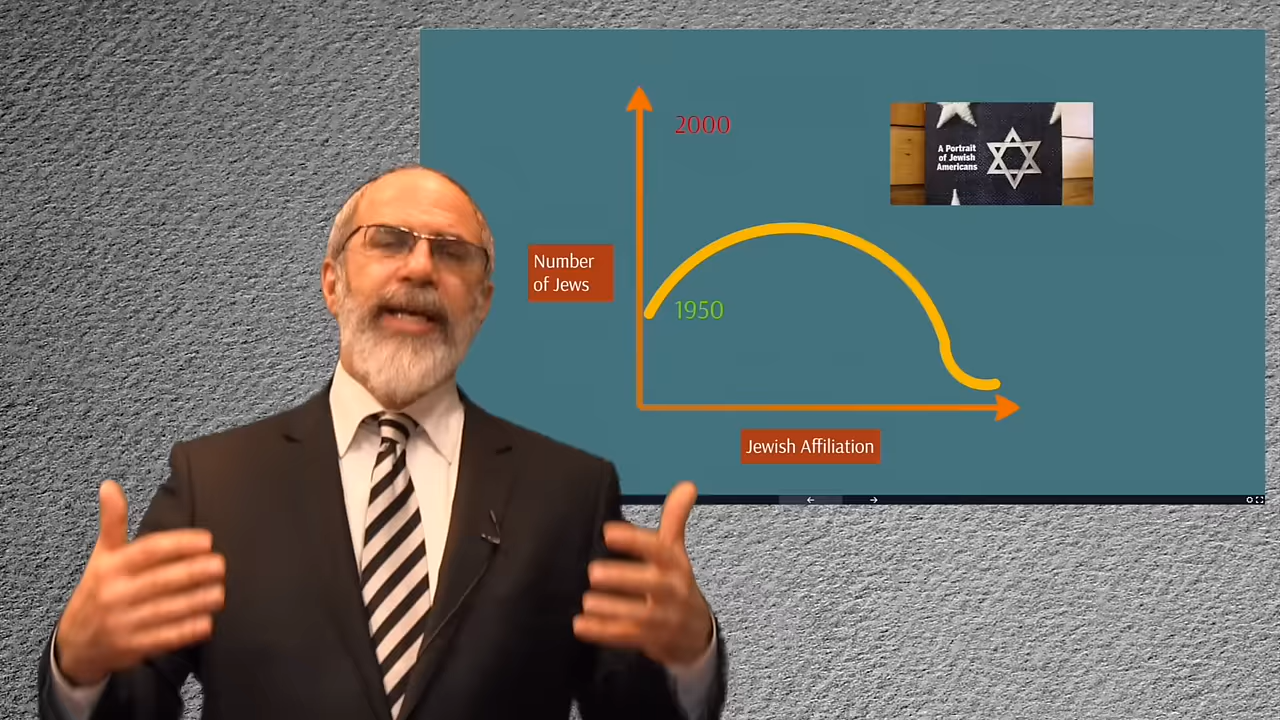 2000
A Portrait
of Jewish
Americans
Number
of Jews
1950
Jewish Affiliation